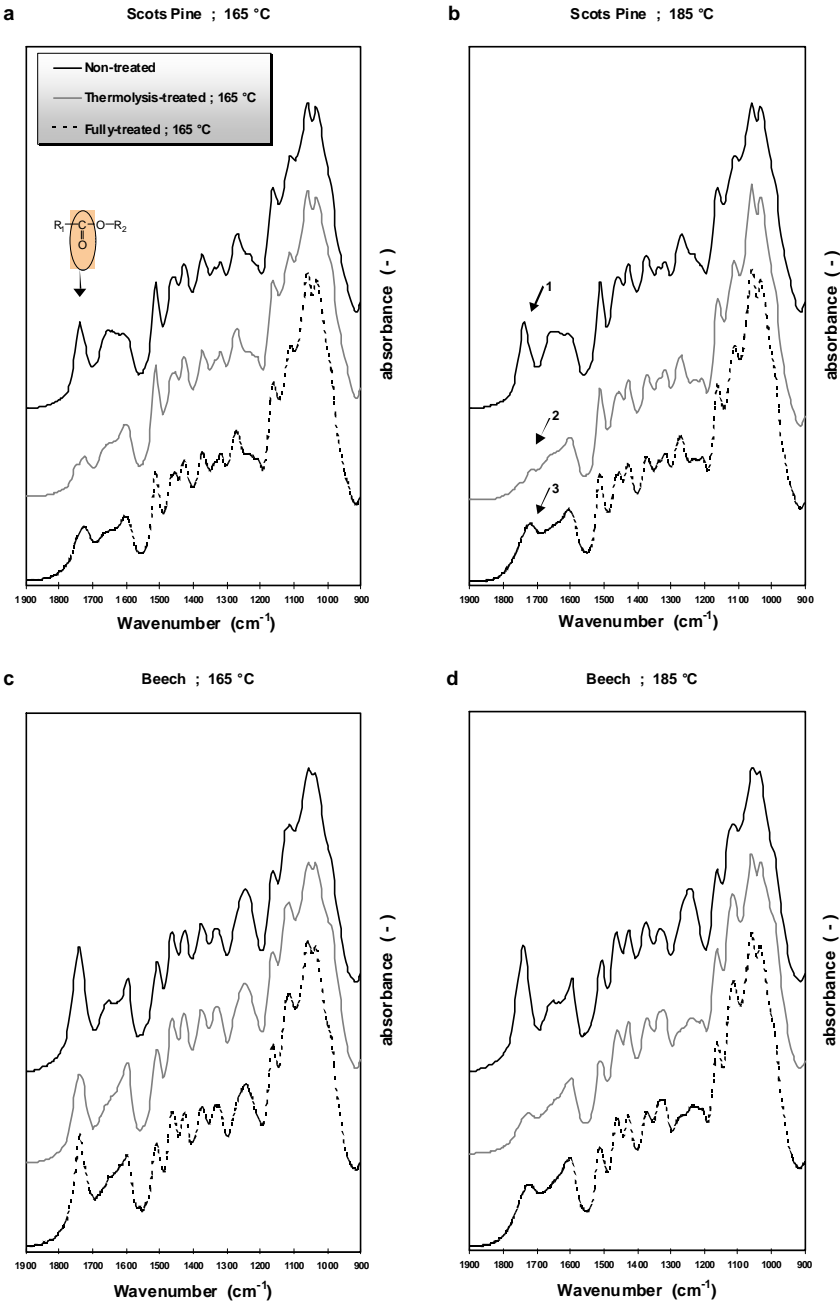 a
Scots Pine ; 165 °C
b
Scots Pine ; 185 °C
Non-treated
Thermolysis-treated ; 165 °C
Fully-treated ; 165 °C
R1 C O R2
O
1
2
3
absorbance ( - )
absorbance ( - )
1900 1800 1700 1600 1500 1400 1300 1200 1100 1000 900
Wavenumber (cm-1)
1900 1800 1700 1600 1500 1400 1300 1200 1100 1000 900
Wavenumber (cm-1)
c
Beech ; 165 °C
d
Beech ; 185 °C
absorbance ( - )
absorbance ( - )
1900 1800 1700 1600 1500 1400 1300 1200 1100 1000 900
Wavenumber (cm-1)
1900 1800 1700 1600 1500 1400 1300 1200 1100 1000 900
Wavenumber (cm-1)